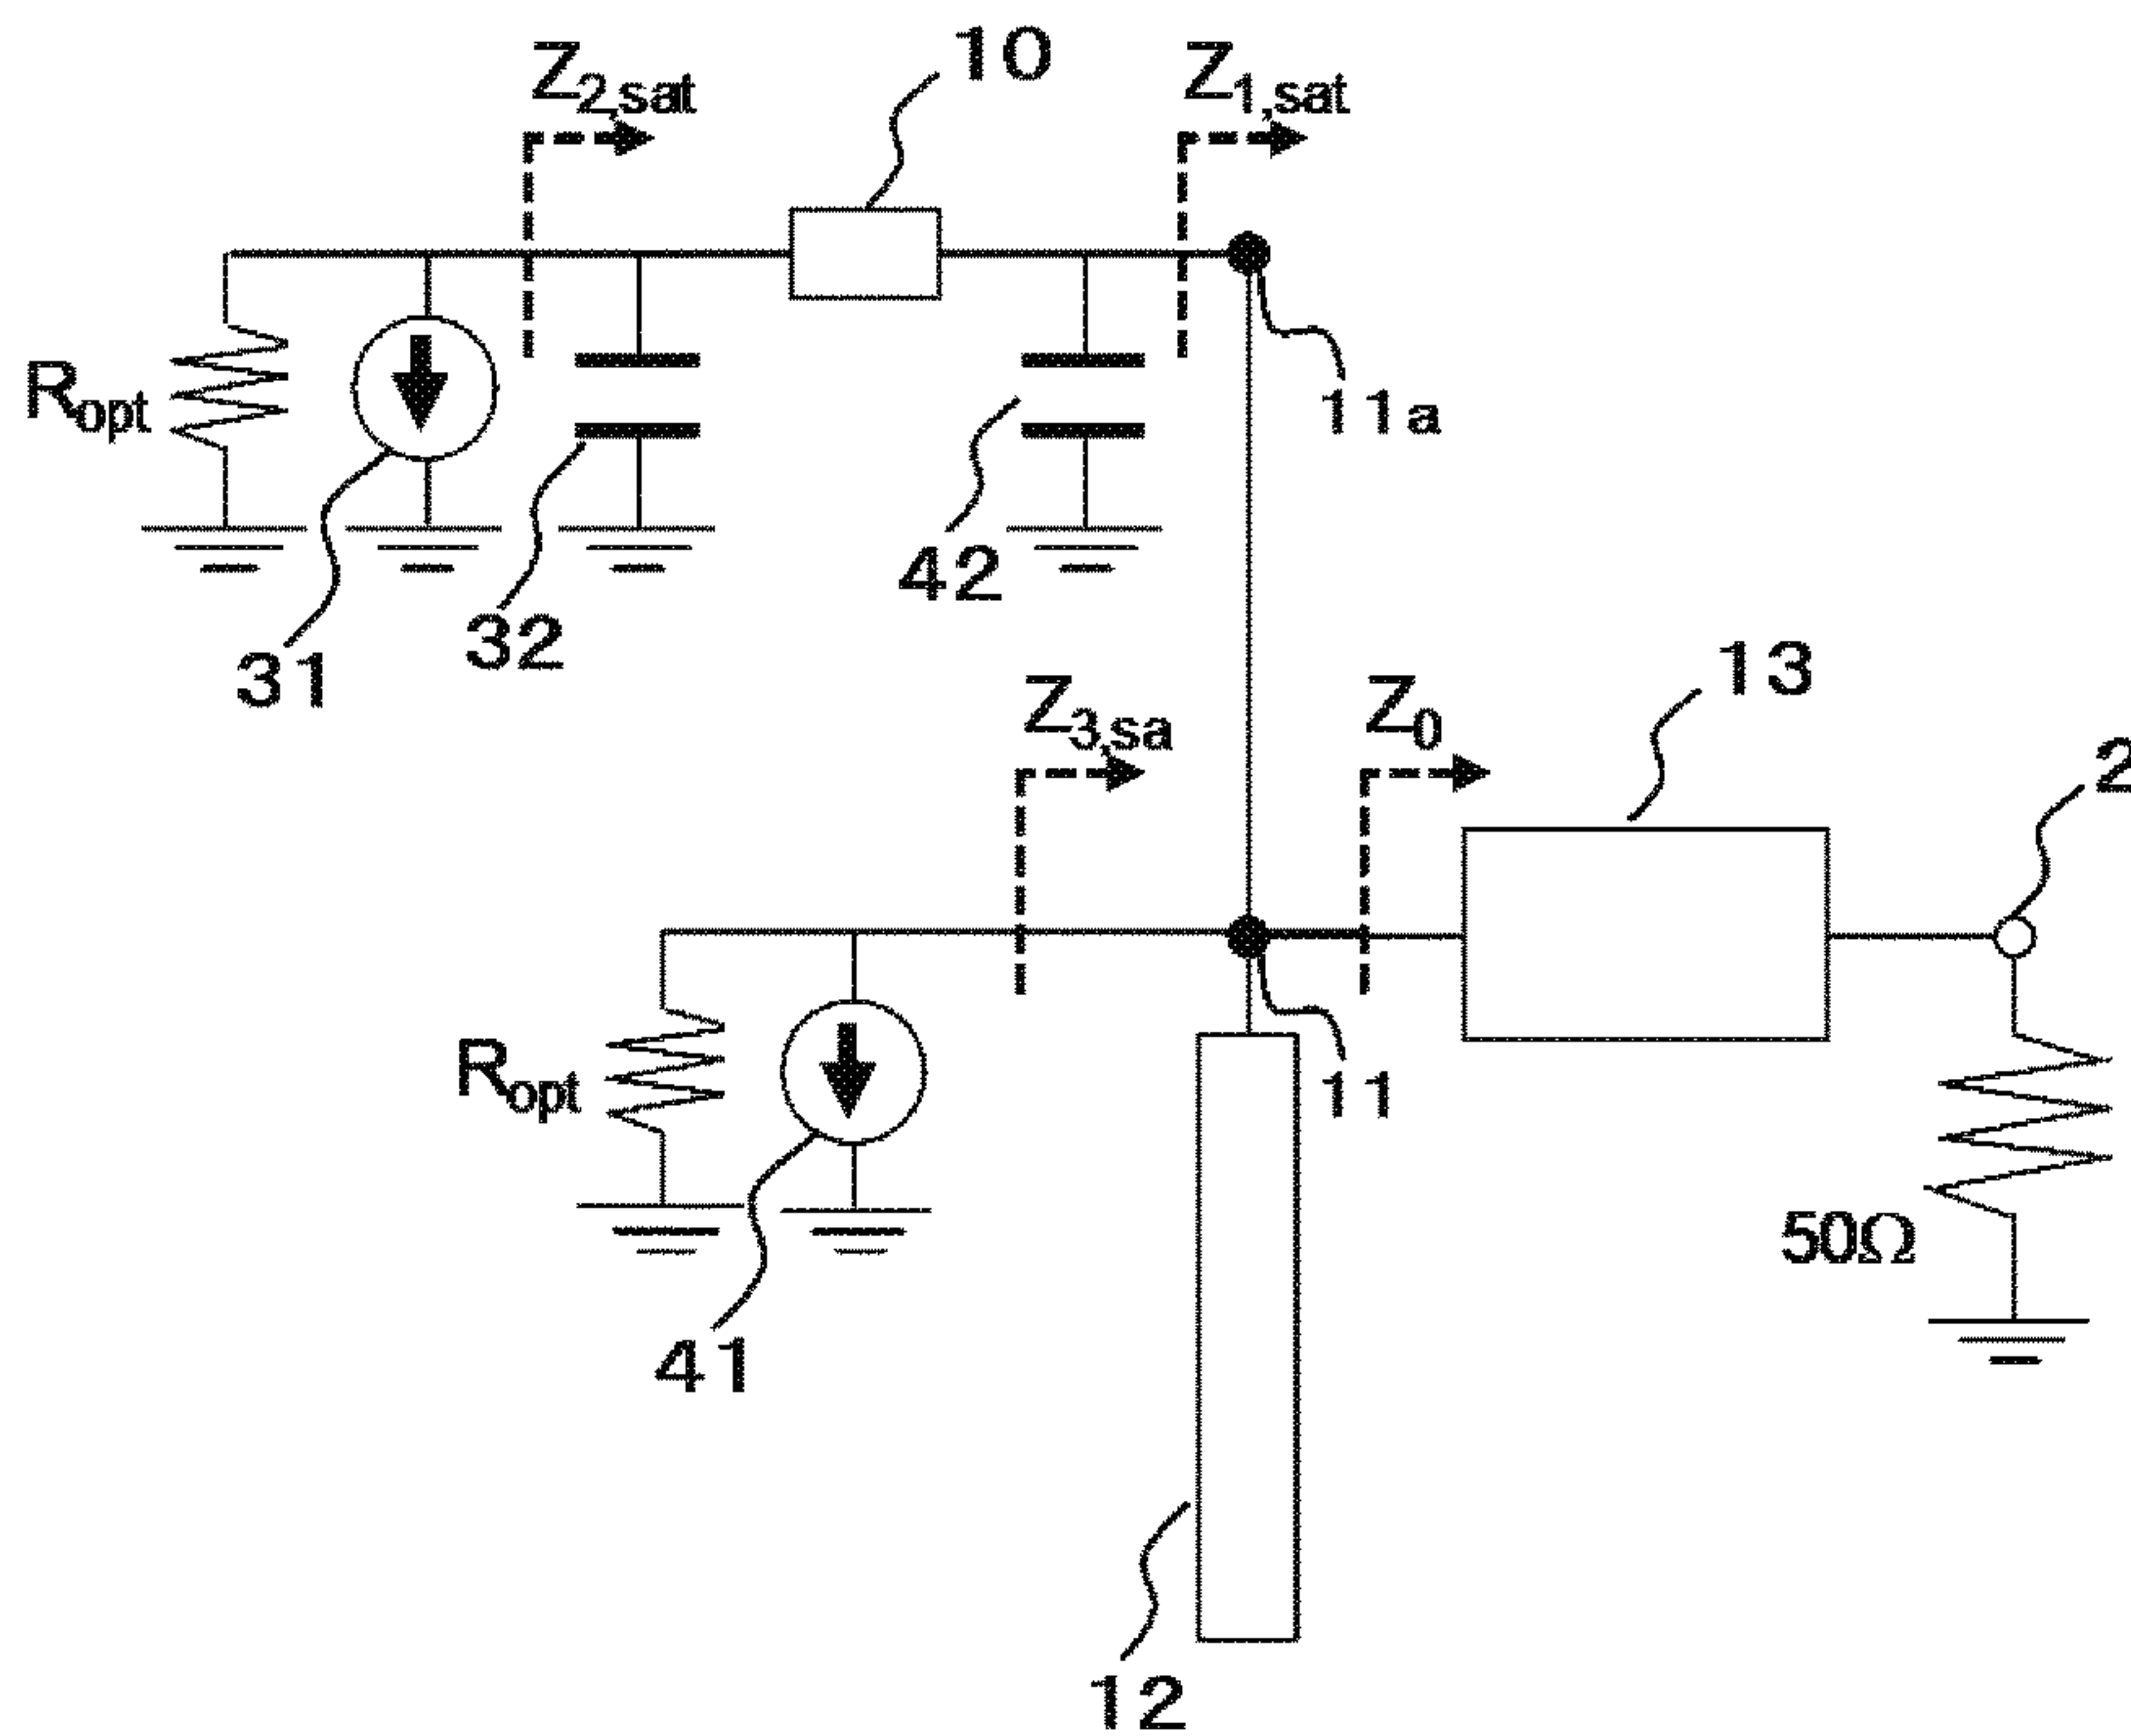 10
Z2,sat
Z1,sat
Ropt
11a
42
32
31
13
Z3,sa
Z0
2
Ropt
11
50Ω
41
12